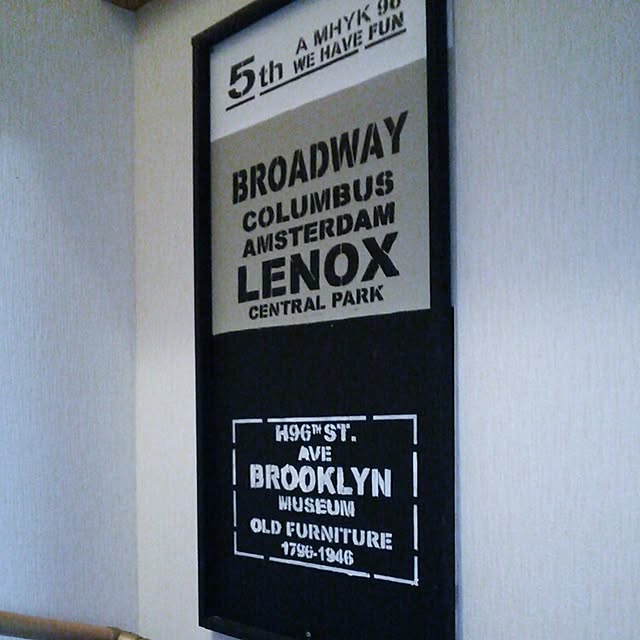 A MHYK 96
5th WE HAVE FUN
BROADWAY
COLUMBUS
AMSTERDAM
LENOX
CENTRAL PARK
H96TH ST.
AVE
BROOKLYN
MUSEUM
OLD FURNITURE
1796-1946